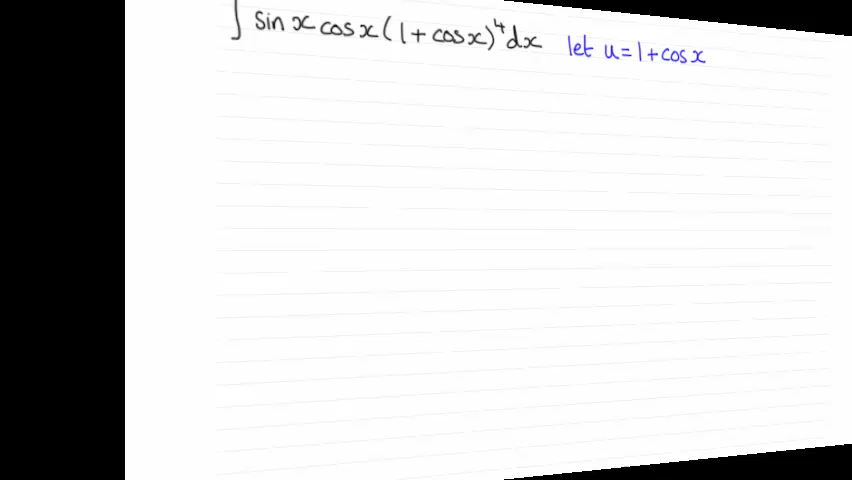 ∫ sin x cos x (1 + cos x)⁴ dx let u = 1 + cos x